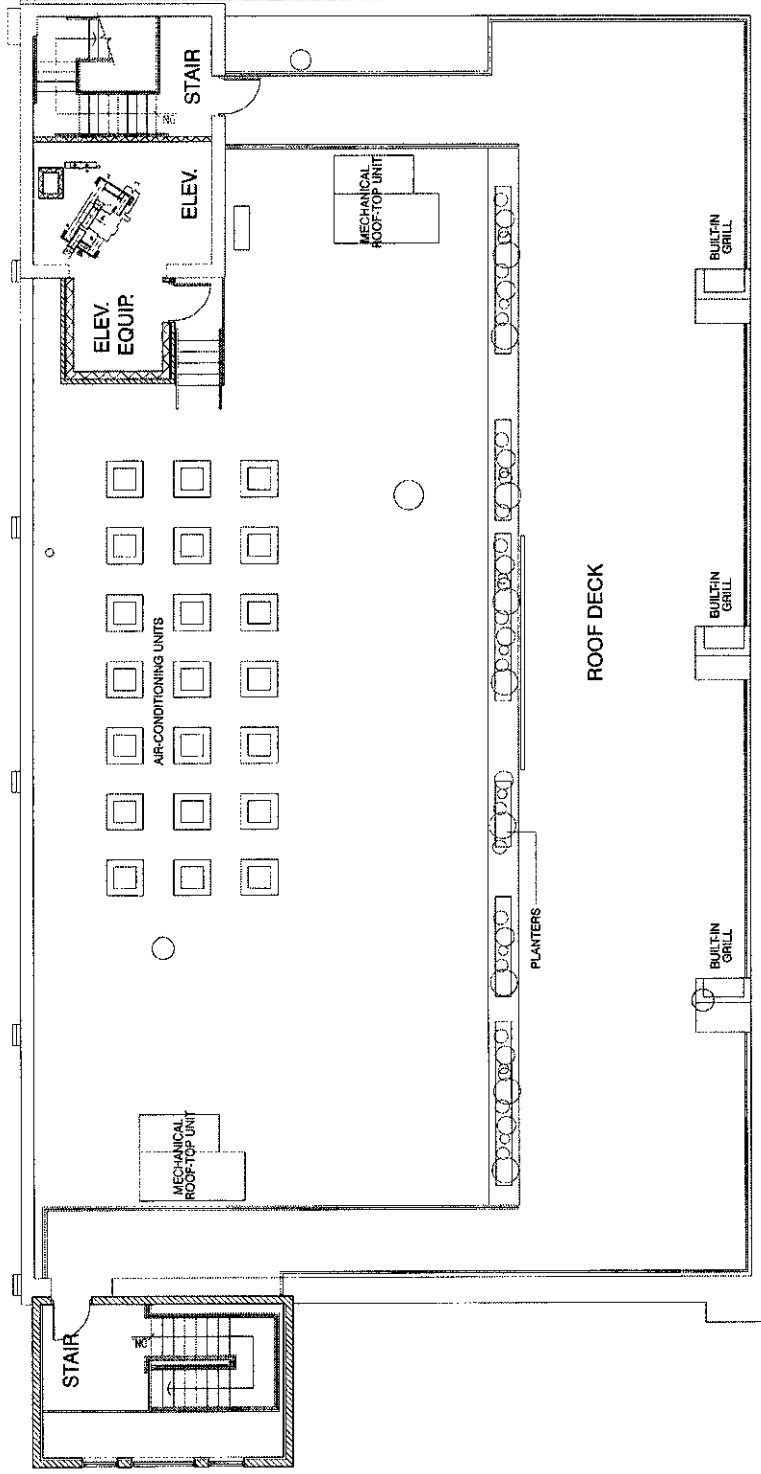 STAIR
ELEV.
EQUIP.
STAIR
ELEV.
AIR-CONDITIONING UNITS
MECHANICAL
ROOF-TOP UNIT
MECHANICAL
ROOF-TOP UNIT
PLANTERS
ROOF DECK
BUILT-IN
GRILL
BUILT-IN
GRILL
BUILT-IN
GRILL